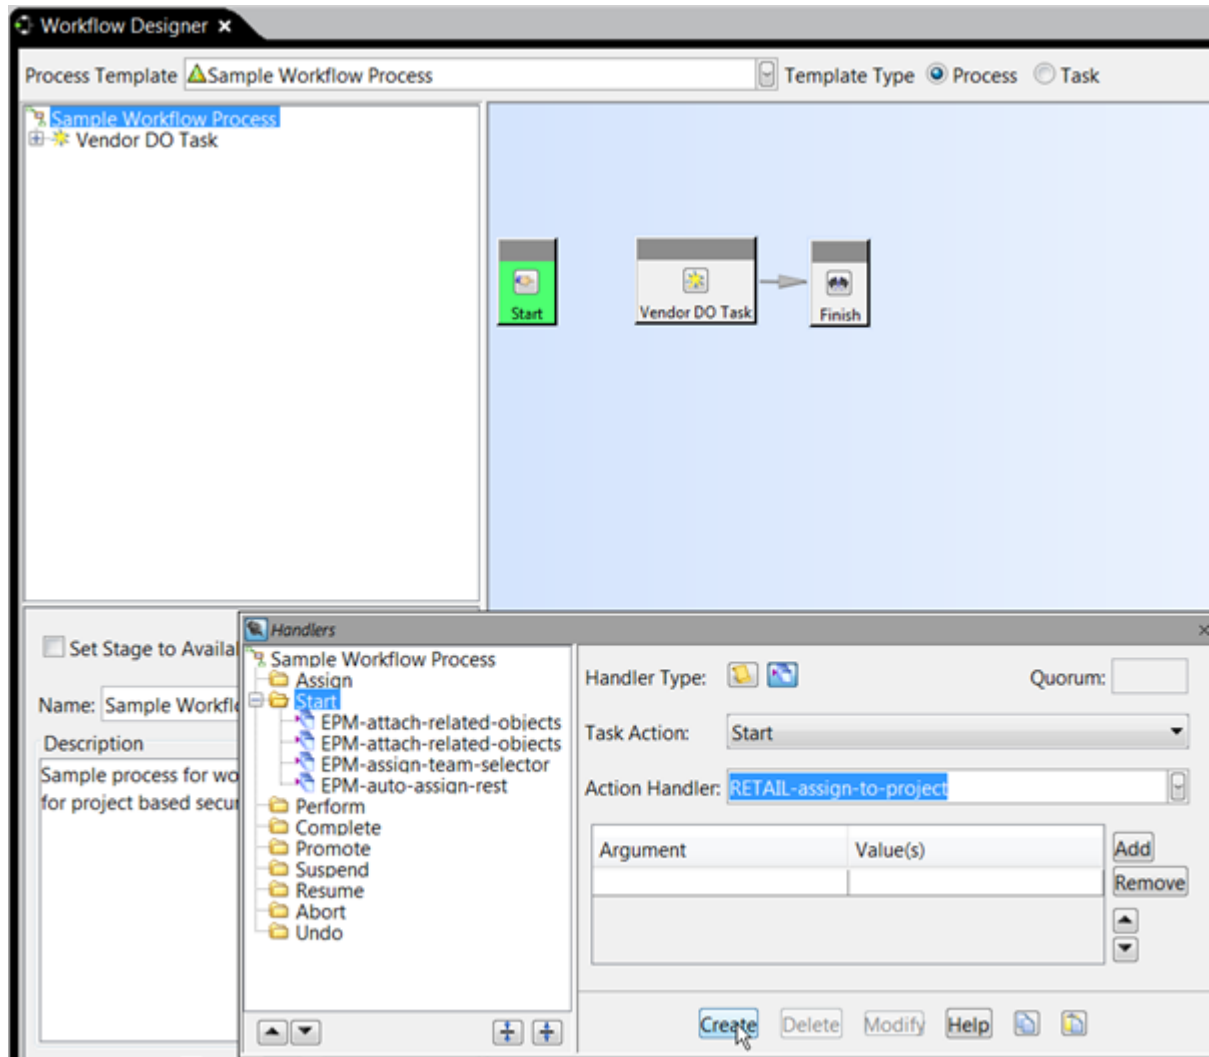 Workflow Designer
Process Template Sample Workflow Process Template Type Process Task
Sample Workflow Process
Vendor DO Task
Start
Vendor DO Task
Finish
Set Stage to Availal
Name: Sample Workfl
Description
Sample process for wo
for project based secur
Handlers
Sample Workflow Process
Assign
Start
EPM-attach-related-objects
EPM-attach-related-objects
EPM-assign-team-selector
EPM-auto-assign-rest
Perform
Complete
Promote
Suspend
Resume
Abort
Undo
Handler Type: Quorum:
Task Action: Start
Action Handler: RETAIL-assign-to-project
Argument Value(s)
Add
Remove
Create Delete Modify Help